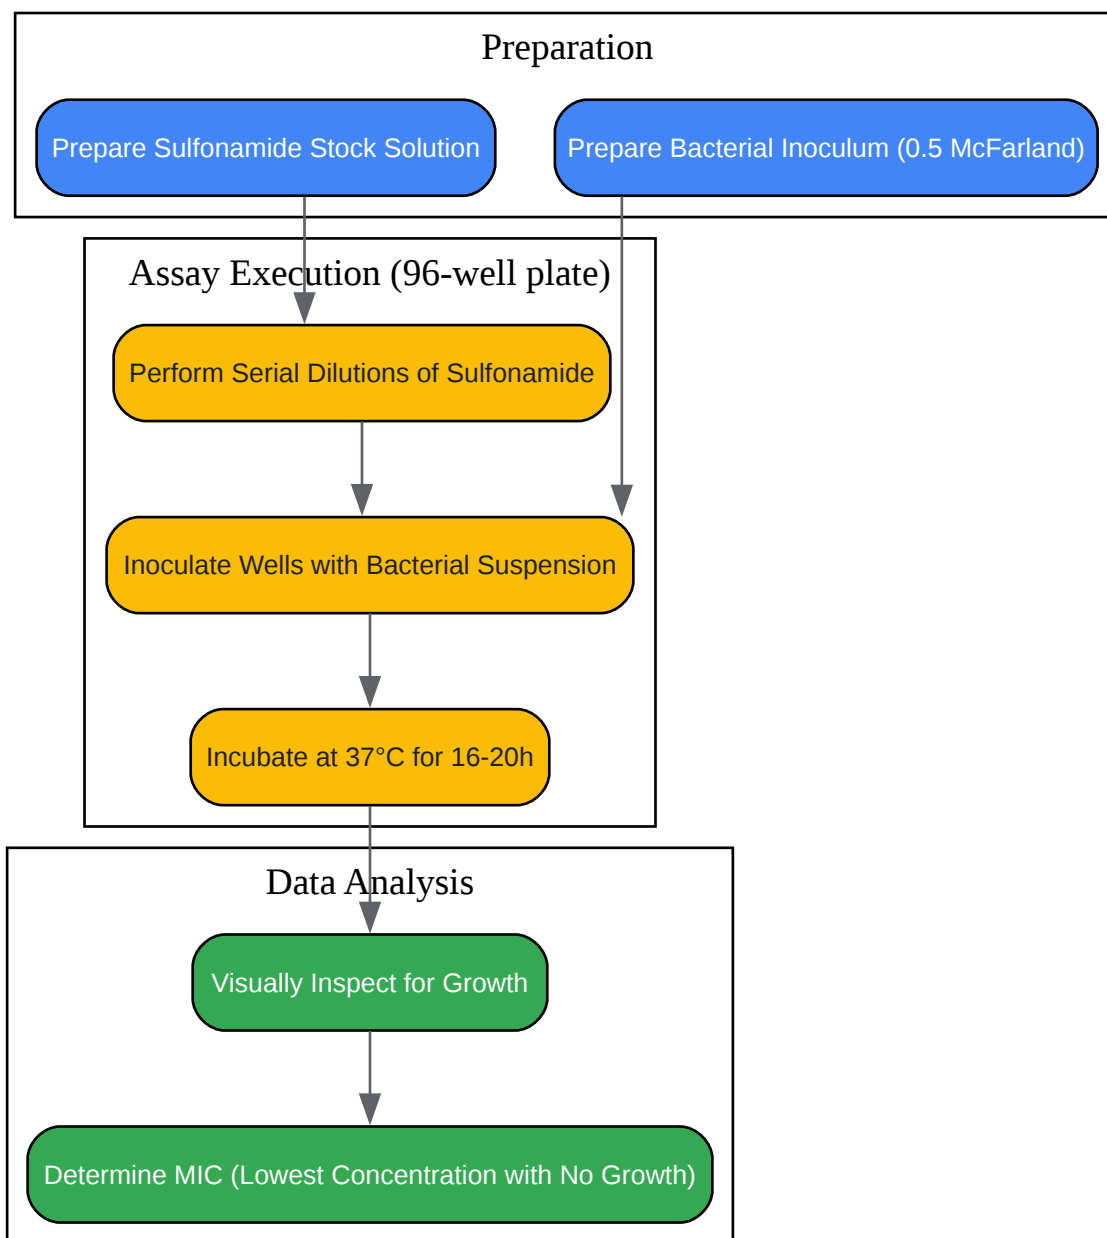 Preparation
Prepare Sulfonamide Stock Solution
Prepare Bacterial Inoculum (0.5 McFarland)
Assay Execution (96-well plate)
Perform Serial Dilutions of Sulfonamide
Inoculate Wells with Bacterial Suspension
Incubate at 37°C for 16-20h
Data Analysis
Visually Inspect for Growth
Determine MIC (Lowest Concentration with No Growth)